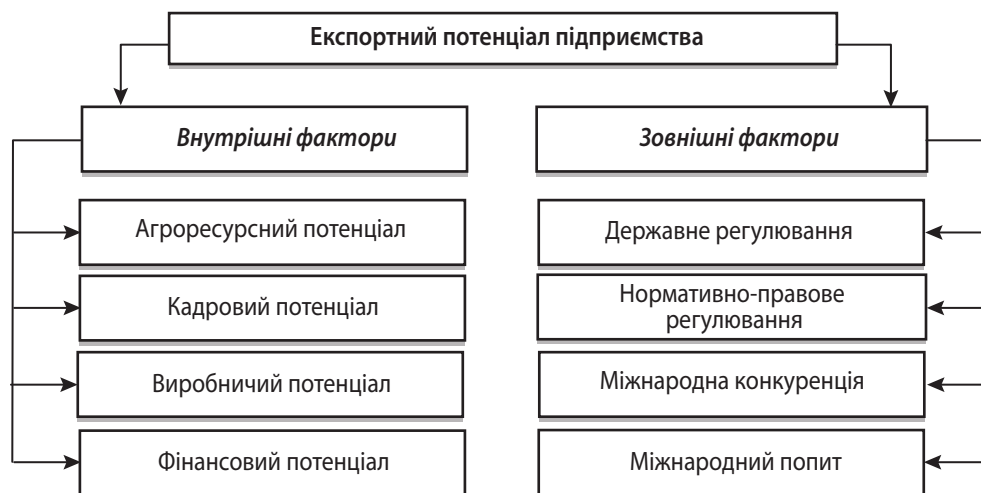 Експортний потенціал підприємства
Внутрішні фактори
Зовнішні фактори
Агроресурсний потенціал
Державне регулювання
Кадровий потенціал
Нормативно-правове
регулювання
Виробничий потенціал
Міжнародна конкуренція
Фінансовий потенціал
Міжнародний попит